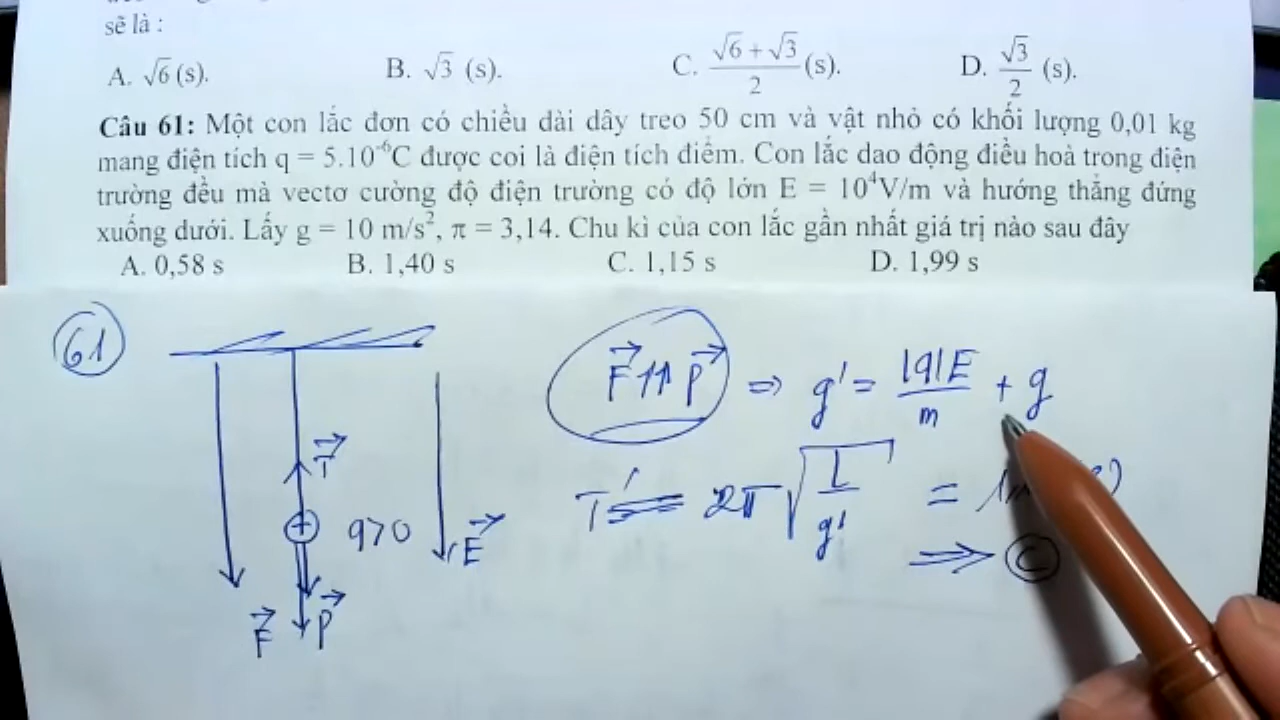 sẽ là :
A. √6 (s). B. √3 (s). C. (√6 + √3)/2 (s). D. √3/2 (s).
Câu 61: Một con lắc đơn có chiều dài dây treo 50 cm và vật nhỏ có khối lượng 0,01 kg
mang điện tích q = 5.10⁻⁶C được coi là điện tích điểm. Con lắc dao động điều hoà trong điện
trường đều mà vectơ cường độ điện trường có độ lớn E = 10⁴V/m và hướng thẳng đứng
xuống dưới. Lấy g = 10 m/s², π = 3,14. Chu kì của con lắc gần nhất giá trị nào sau đây
A. 0,58 s B. 1,40 s C. 1,15 s D. 1,99 s
61
F⃗ ⇈ P⃗ ⇒ g' = |q|E/m + g
T⃗
T' = 2π√(l/g') =
q>0
E⃗
⇒ C
F⃗ P⃗